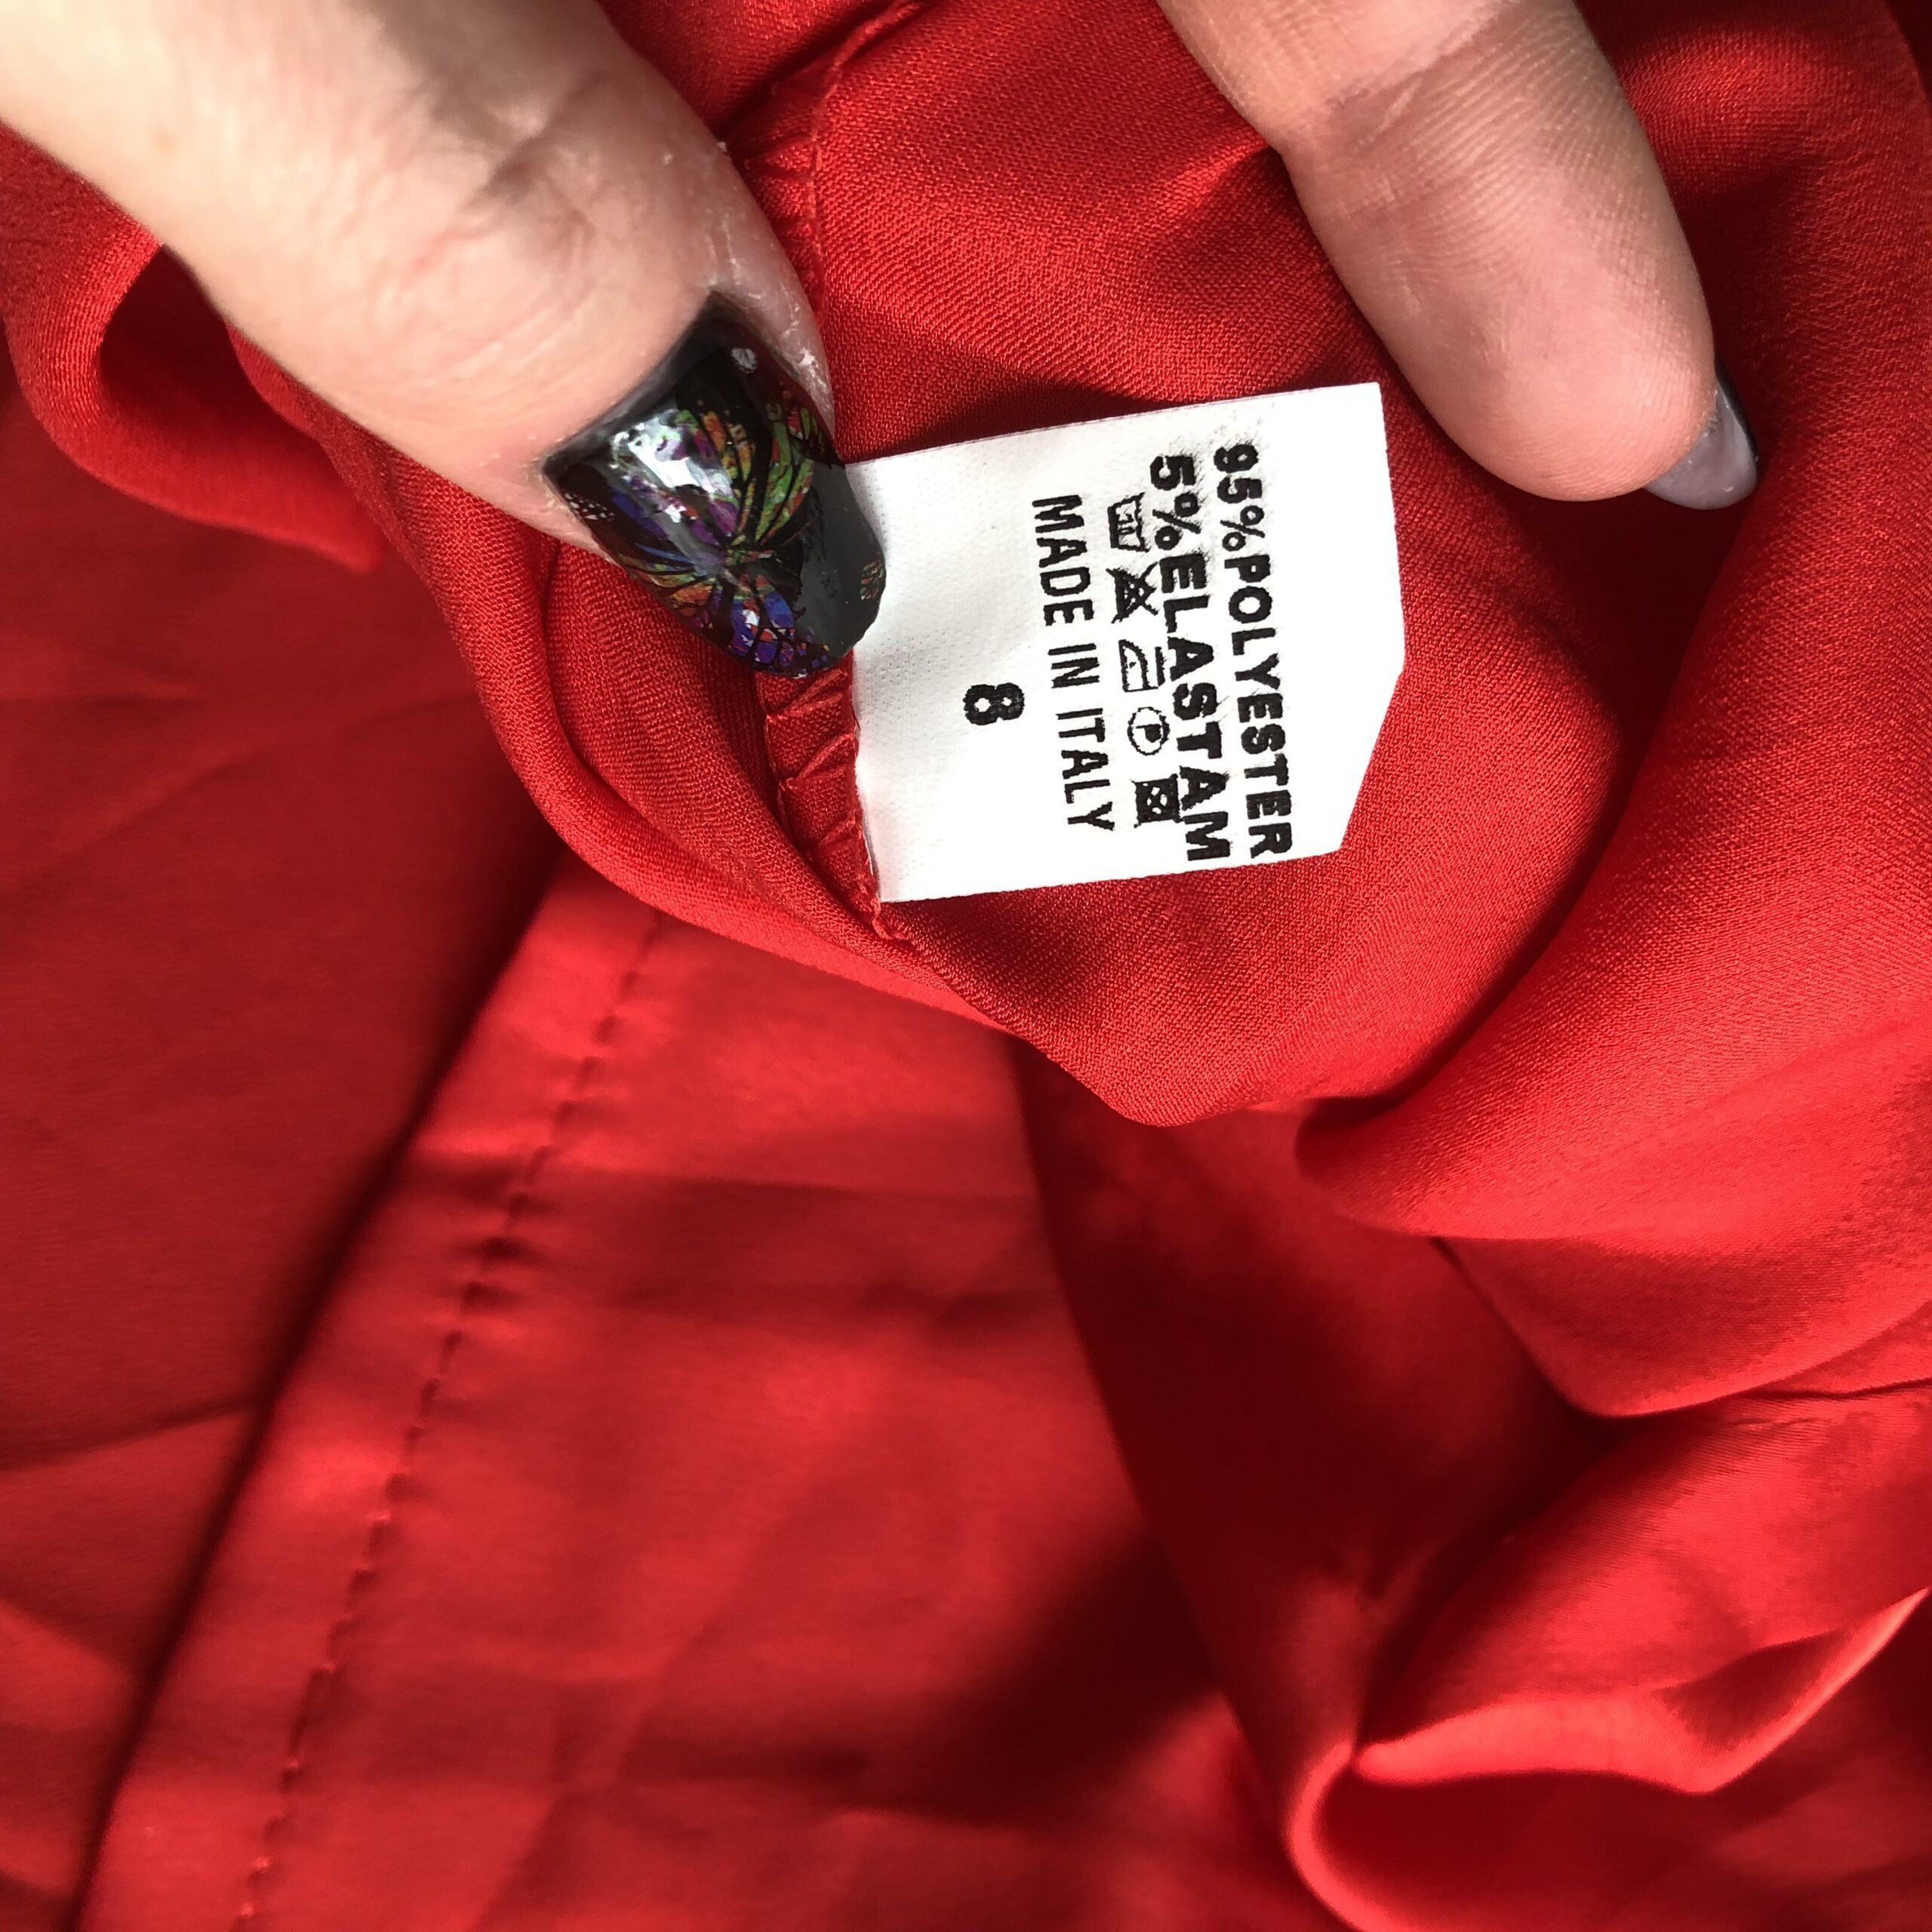 95%POLYESTER
5%ELASTAM
MADE IN ITALY
8